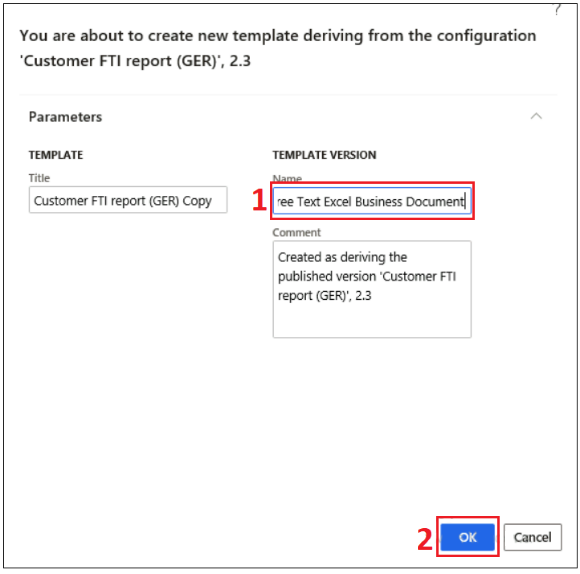 ?
You are about to create new template deriving from the configuration
'Customer FTI report (GER)', 2.3
Parameters
TEMPLATE
Title
Customer FTI report (GER) Copy
TEMPLATE VERSION
Name
1
ree Text Excel Business Document
Comment
Created as deriving the
published version 'Customer FTI
report (GER)', 2.3
2
OK
Cancel